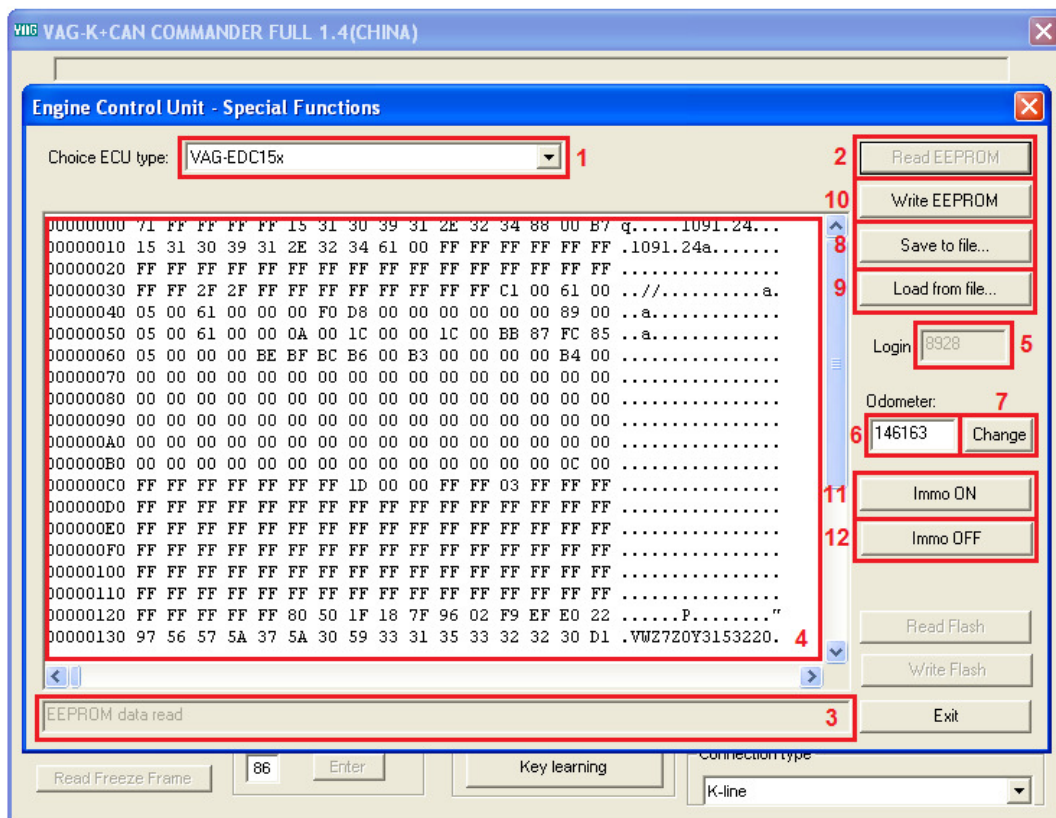 VAG VAG-K+CAN COMMANDER FULL 1.4(CHINA)
Engine Control Unit - Special Functions
Choice ECU type: VAG-EDC15x 1
2 Read EEPROM
10 Write EEPROM
8 Save to file...
9 Load from file...
Login 8928 5
Odometer: 7
6 146163 Change
11 Immo ON
12 Immo OFF
Read Flash
Write Flash
Exit
00000000 71 FF FF FF FF 15 31 30 39 31 2E 32 34 88 00 B7 q.....1091.24...
00000010 15 31 30 39 31 2E 32 34 61 00 FF FF FF FF FF FF .1091.24a.......
00000020 FF FF FF FF FF FF FF FF FF FF FF FF FF FF FF FF ................
00000030 FF FF 2F 2F FF FF FF FF FF FF FF FF C1 00 61 00 ..//..........a.
00000040 05 00 61 00 00 00 F0 D8 00 00 00 00 00 00 89 00 ..a.............
00000050 05 00 61 00 00 0A 00 1C 00 00 1C 00 BB 87 FC 85 ..a.............
00000060 05 00 00 00 BE BF BC B6 00 B3 00 00 00 00 B4 00 ................
00000070 00 00 00 00 00 00 00 00 00 00 00 00 00 00 00 00 ................
00000080 00 00 00 00 00 00 00 00 00 00 00 00 00 00 00 00 ................
00000090 00 00 00 00 00 00 00 00 00 00 00 00 00 00 00 00 ................
000000A0 00 00 00 00 00 00 00 00 00 00 00 00 00 00 00 00 ................
000000B0 00 00 00 00 00 00 00 00 00 00 00 00 00 00 0C 00 ................
000000C0 FF FF FF FF FF FF FF 1D 00 00 FF FF 03 FF FF FF ................
000000D0 FF FF FF FF FF FF FF FF FF FF FF FF FF FF FF FF ................
000000E0 FF FF FF FF FF FF FF FF FF FF FF FF FF FF FF FF ................
000000F0 FF FF FF FF FF FF FF FF FF FF FF FF FF FF FF FF ................
00000100 FF FF FF FF FF FF FF FF FF FF FF FF FF FF FF FF ................
00000110 FF FF FF FF FF FF FF FF FF FF FF FF FF FF FF FF ................
00000120 FF FF FF FF FF 80 50 1F 18 7F 96 02 F9 EF E0 22 ......P........"
00000130 97 56 57 5A 37 5A 30 59 33 31 35 33 32 32 30 D1 .VWZ7Z0Y3153220.
4
EEPROM data read 3
Read Freeze Frame
86 Enter
Key learning
Connection type
K-line